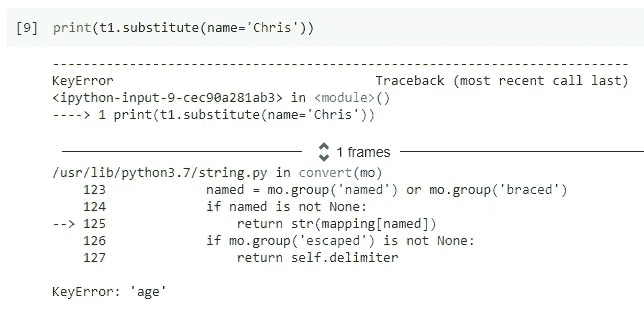 [9] print(t1.substitute(name='Chris'))
---------------------------------------------------------------------------
KeyError                                  Traceback (most recent call last)
<ipython-input-9-cec90a281ab3> in <module>()
----> 1 print(t1.substitute(name='Chris'))
1 frames
/usr/lib/python3.7/string.py in convert(mo)
    123             named = mo.group('named') or mo.group('braced')
    124             if named is not None:
--> 125                 return str(mapping[named])
    126             if mo.group('escaped') is not None:
    127                 return self.delimiter
KeyError: 'age'